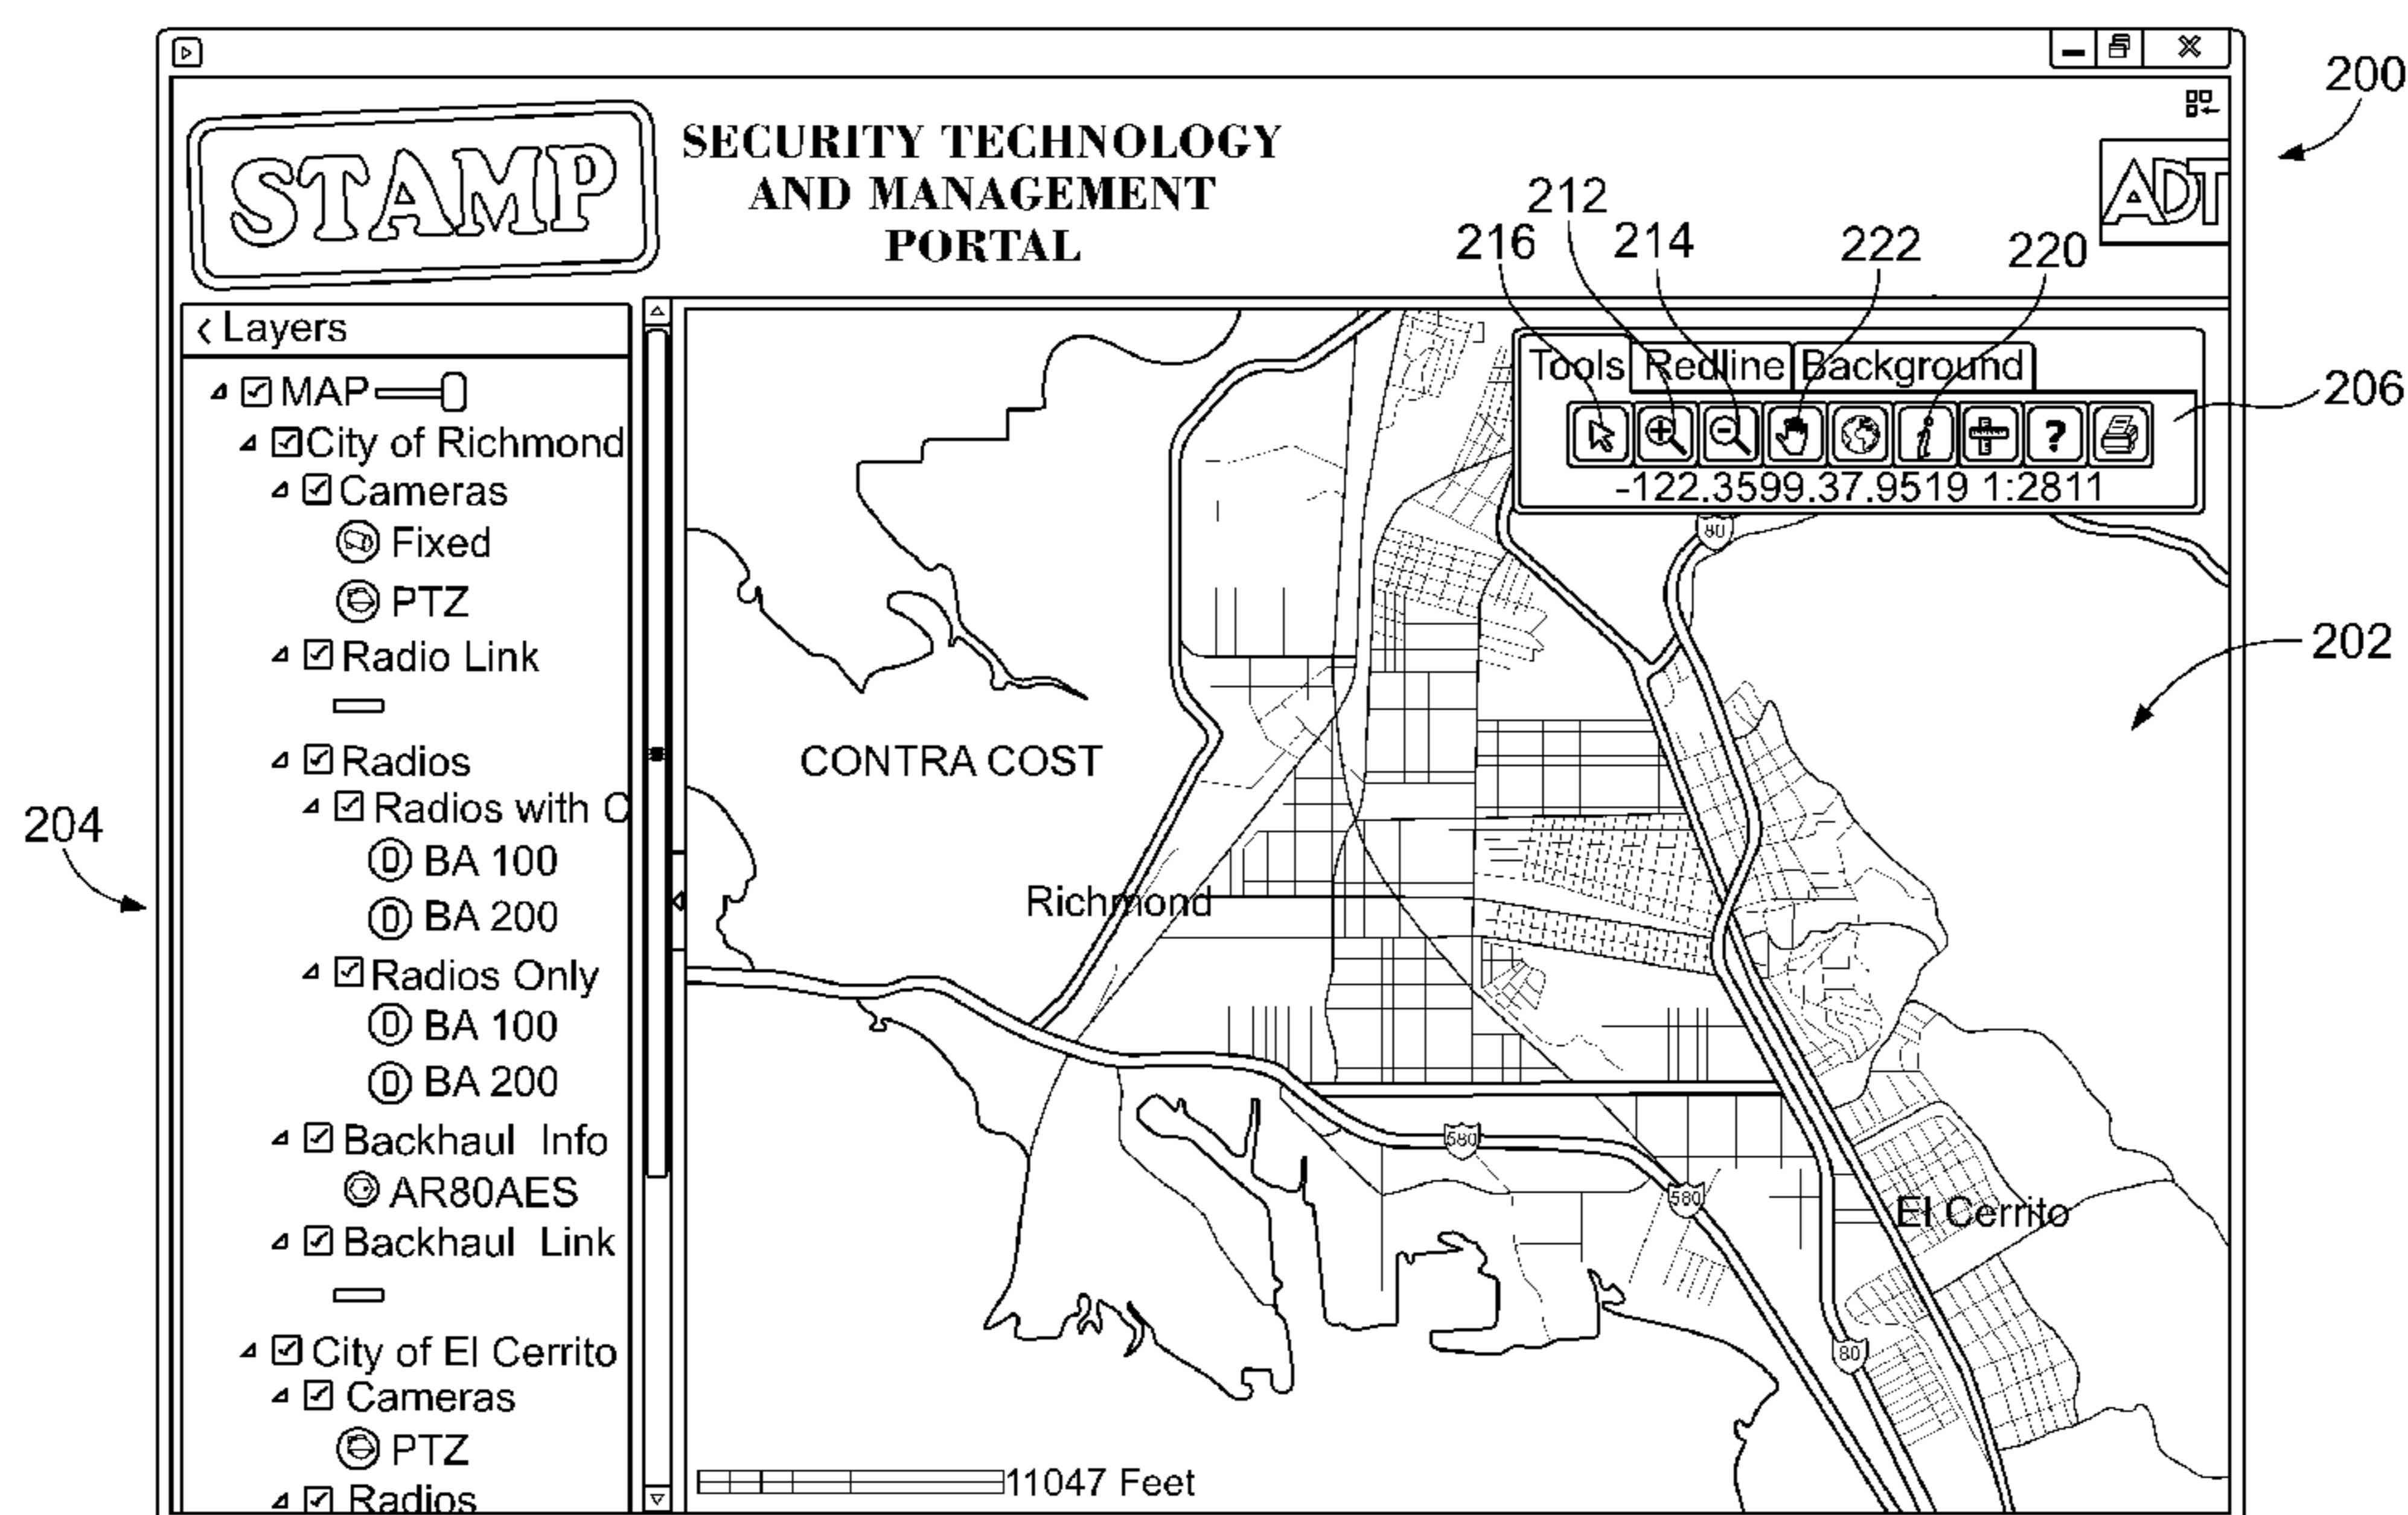 200
STAMP
SECURITY TECHNOLOGY
AND MANAGEMENT
PORTAL
ADT
212
216
214
222
220
< Layers
MAP
City of Richmond
Cameras
Fixed
PTZ
Radio Link
Radios
Radios with C
BA 100
BA 200
Radios Only
BA 100
BA 200
Backhaul Info
AR80AES
Backhaul Link
City of El Cerrito
Cameras
PTZ
Radios
204
Tools
Redline
Background
?
-122.3599.37.9519 1:2811
206
80
202
CONTRA COST
Richmond
580
580
El Cerrito
80
11047 Feet